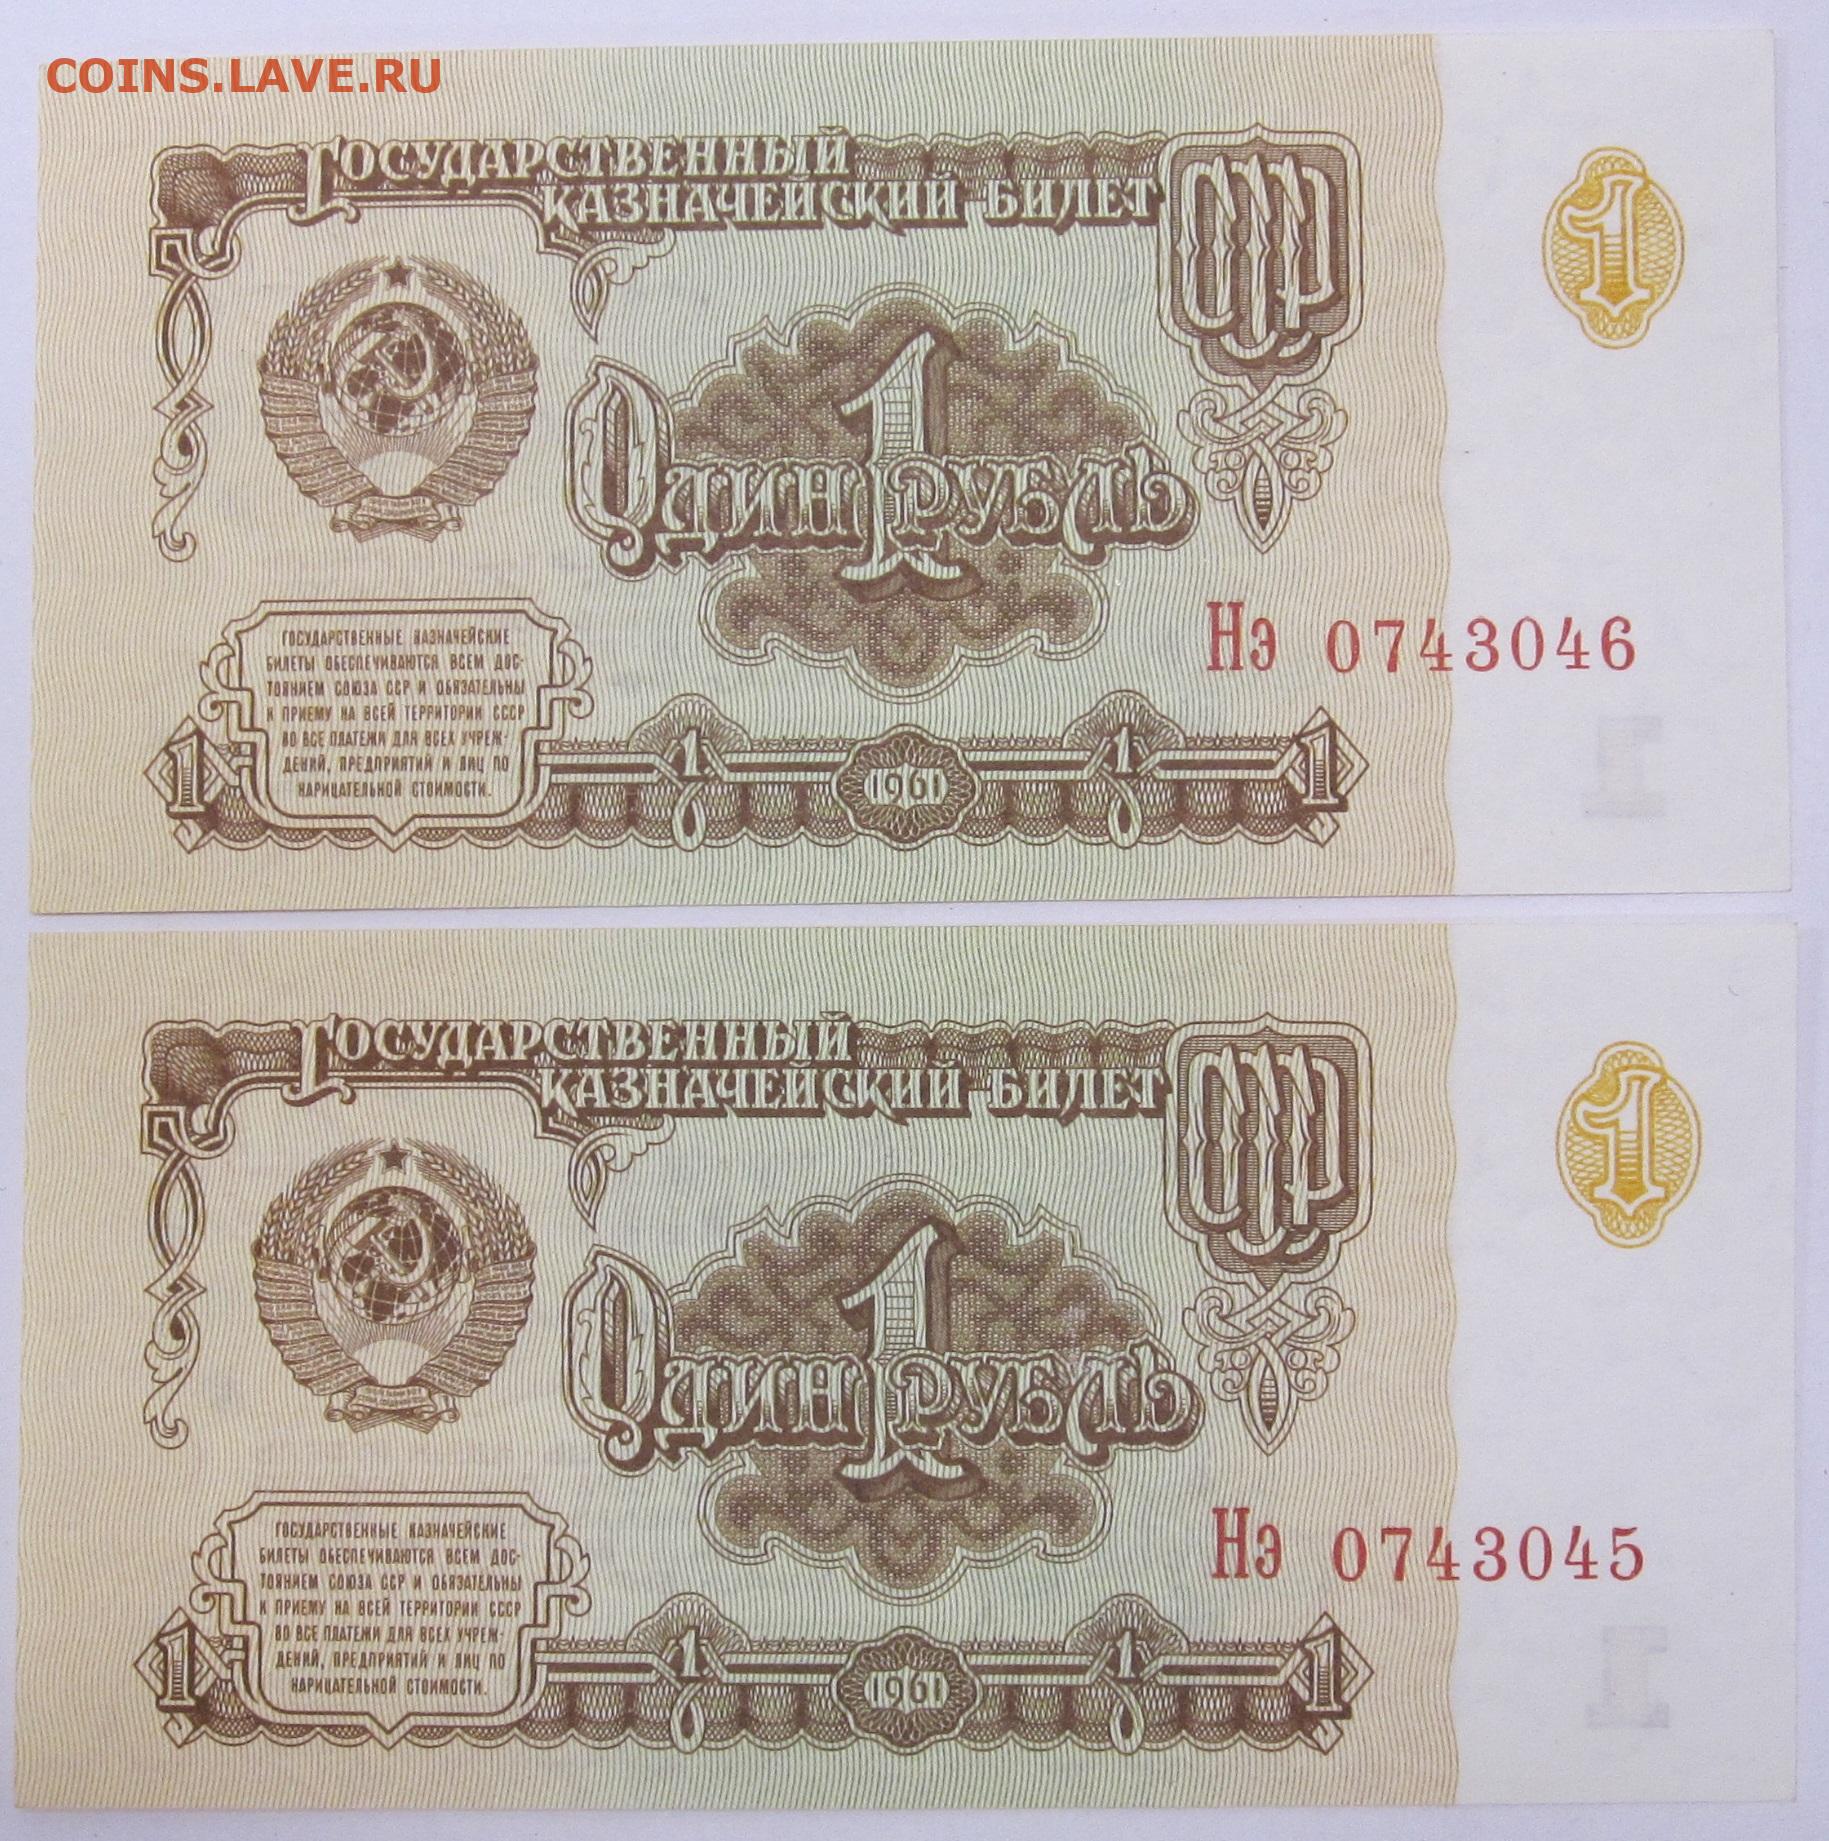 COINS.LAVE.RU
ГОСУДАРСТВЕННЫЙ
КАЗНАЧЕЙСКИЙ БИЛЕТ
СССР
1
1
ОДИН РУБЛЬ
Нэ 0743046
ГОСУДАРСТВЕННЫЕ КАЗНАЧЕЙСКИЕ
БИЛЕТЫ ОБЕСПЕЧИВАЮТСЯ ВСЕМ ДОС-
ТОЯНИЕМ СОЮЗА ССР И ОБЯЗАТЕЛЬНЫ
К ПРИЕМУ НА ВСЕЙ ТЕРРИТОРИИ СССР
ВО ВСЕ ПЛАТЕЖИ ДЛЯ ВСЕХ УЧРЕЖ-
ДЕНИЙ, ПРЕДПРИЯТИЙ И ЛИЦ ПО
НАРИЦАТЕЛЬНОЙ СТОИМОСТИ.
1 1 1961 1 1
ГОСУДАРСТВЕННЫЙ
КАЗНАЧЕЙСКИЙ БИЛЕТ
СССР
1
1
ОДИН РУБЛЬ
Нэ 0743045
ГОСУДАРСТВЕННЫЕ КАЗНАЧЕЙСКИЕ
БИЛЕТЫ ОБЕСПЕЧИВАЮТСЯ ВСЕМ ДОС-
ТОЯНИЕМ СОЮЗА ССР И ОБЯЗАТЕЛЬНЫ
К ПРИЕМУ НА ВСЕЙ ТЕРРИТОРИИ СССР
ВО ВСЕ ПЛАТЕЖИ ДЛЯ ВСЕХ УЧРЕЖ-
ДЕНИЙ, ПРЕДПРИЯТИЙ И ЛИЦ ПО
НАРИЦАТЕЛЬНОЙ СТОИМОСТИ.
1 1 1961 1 1